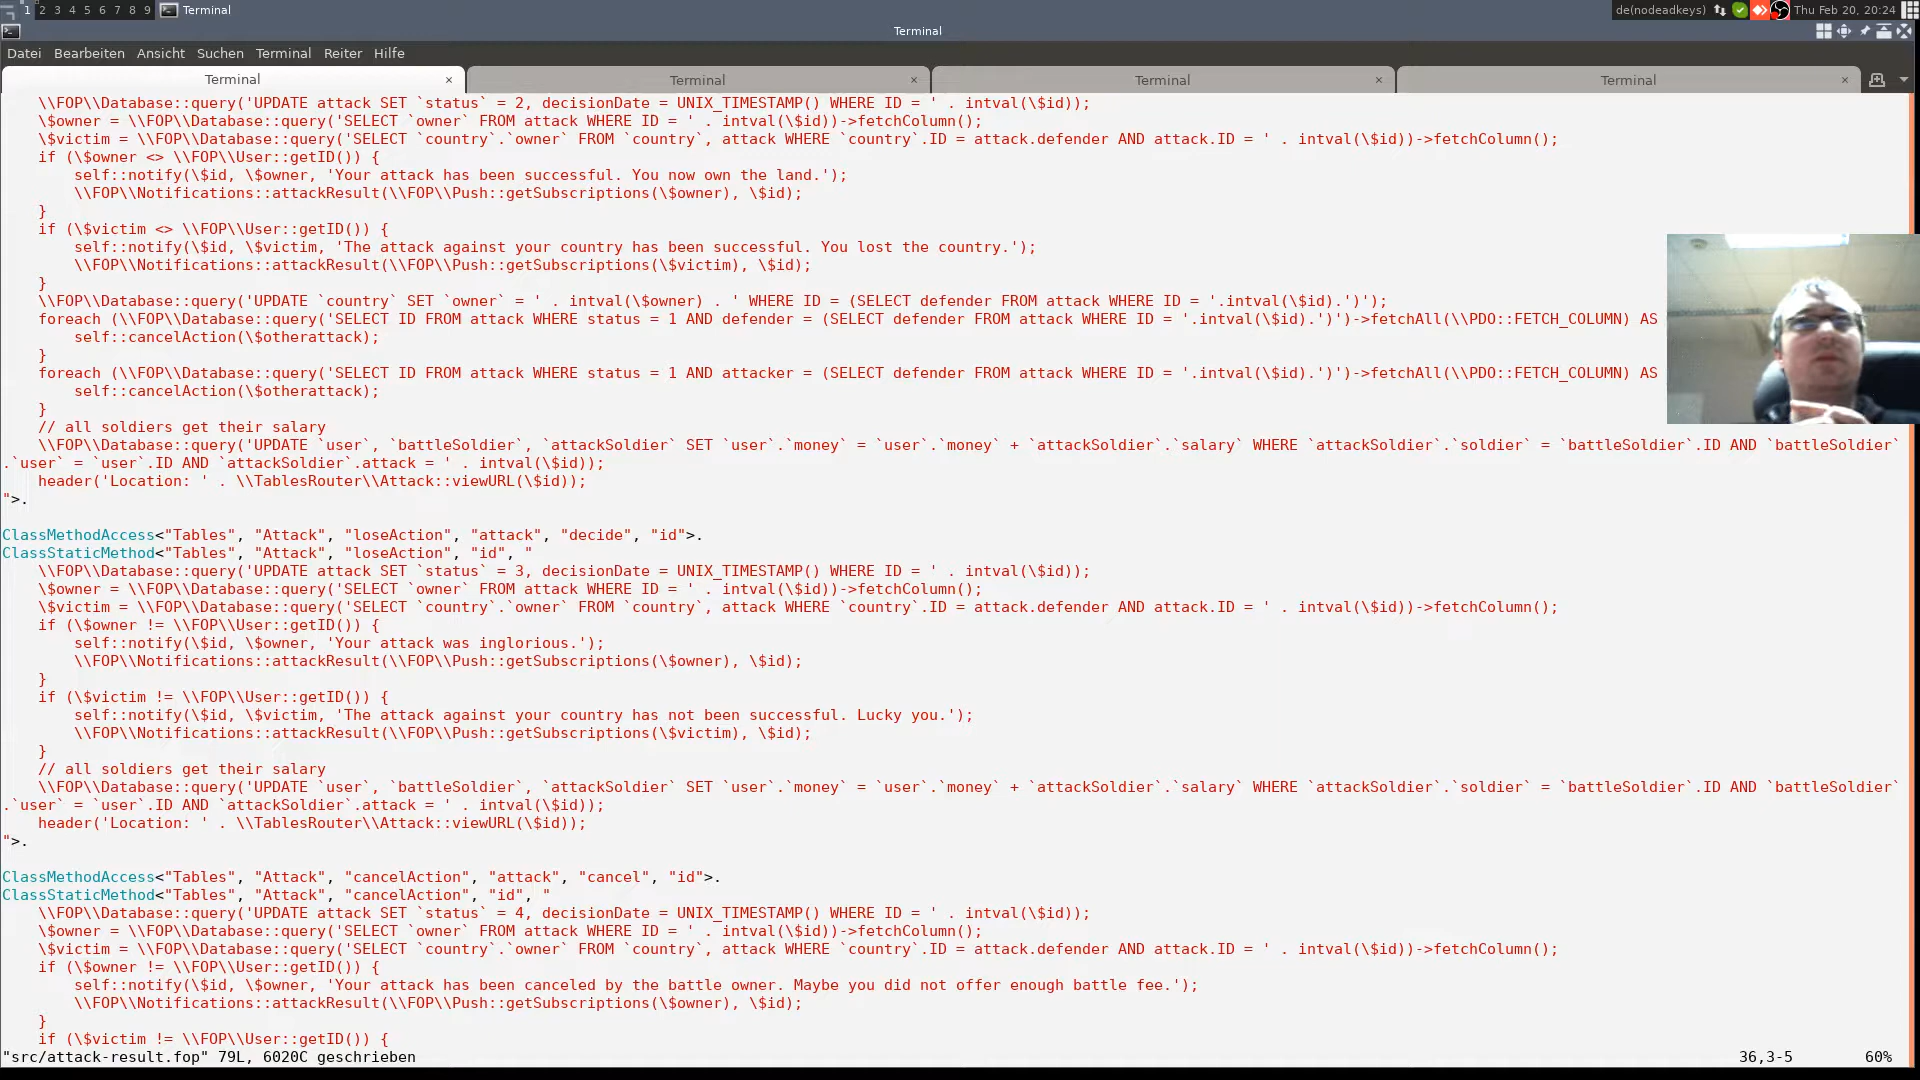 1 2 3 4 5 6 7 8 9 Terminal de(nodeadkeys) Thu Feb 20, 20:24
Terminal
Datei Bearbeiten Ansicht Suchen Terminal Reiter Hilfe
Terminal × Terminal × Terminal × Terminal ×
    \\FOP\\Database::query('UPDATE attack SET `status` = 2, decisionDate = UNIX_TIMESTAMP() WHERE ID = ' . intval(\$id));
    \$owner = \\FOP\\Database::query('SELECT `owner` FROM attack WHERE ID = ' . intval(\$id))->fetchColumn();
    \$victim = \\FOP\\Database::query('SELECT `country`.`owner` FROM `country`, attack WHERE `country`.ID = attack.defender AND attack.ID = ' . intval(\$id))->fetchColumn();
    if (\$owner <> \\FOP\\User::getID()) {
        self::notify(\$id, \$owner, 'Your attack has been successful. You now own the land.');
        \\FOP\\Notifications::attackResult(\\FOP\\Push::getSubscriptions(\$owner), \$id);
    }
    if (\$victim <> \\FOP\\User::getID()) {
        self::notify(\$id, \$victim, 'The attack against your country has been successful. You lost the country.');
        \\FOP\\Notifications::attackResult(\\FOP\\Push::getSubscriptions(\$victim), \$id);
    }
    \\FOP\\Database::query('UPDATE `country` SET `owner` = ' . intval(\$owner) . ' WHERE ID = (SELECT defender FROM attack WHERE ID = '.intval(\$id).')');
    foreach (\\FOP\\Database::query('SELECT ID FROM attack WHERE status = 1 AND defender = (SELECT defender FROM attack WHERE ID = '.intval(\$id).')')->fetchAll(\\PDO::FETCH_COLUMN) AS
        self::cancelAction(\$otherattack);
    }
    foreach (\\FOP\\Database::query('SELECT ID FROM attack WHERE status = 1 AND attacker = (SELECT defender FROM attack WHERE ID = '.intval(\$id).')')->fetchAll(\\PDO::FETCH_COLUMN) AS
        self::cancelAction(\$otherattack);
    }
    // all soldiers get their salary
    \\FOP\\Database::query('UPDATE `user`, `battleSoldier`, `attackSoldier` SET `user`.`money` = `user`.`money` + `attackSoldier`.`salary` WHERE `attackSoldier`.`soldier` = `battleSoldier`.ID AND `battleSoldier`
.`user` = `user`.ID AND `attackSoldier`.attack = ' . intval(\$id));
    header('Location: ' . \\TablesRouter\\Attack::viewURL(\$id));
">.
ClassMethodAccess<"Tables", "Attack", "loseAction", "attack", "decide", "id">.
ClassStaticMethod<"Tables", "Attack", "loseAction", "id", "
    \\FOP\\Database::query('UPDATE attack SET `status` = 3, decisionDate = UNIX_TIMESTAMP() WHERE ID = ' . intval(\$id));
    \$owner = \\FOP\\Database::query('SELECT `owner` FROM attack WHERE ID = ' . intval(\$id))->fetchColumn();
    \$victim = \\FOP\\Database::query('SELECT `country`.`owner` FROM `country`, attack WHERE `country`.ID = attack.defender AND attack.ID = ' . intval(\$id))->fetchColumn();
    if (\$owner != \\FOP\\User::getID()) {
        self::notify(\$id, \$owner, 'Your attack was inglorious.');
        \\FOP\\Notifications::attackResult(\\FOP\\Push::getSubscriptions(\$owner), \$id);
    }
    if (\$victim != \\FOP\\User::getID()) {
        self::notify(\$id, \$victim, 'The attack against your country has not been successful. Lucky you.');
        \\FOP\\Notifications::attackResult(\\FOP\\Push::getSubscriptions(\$victim), \$id);
    }
    // all soldiers get their salary
    \\FOP\\Database::query('UPDATE `user`, `battleSoldier`, `attackSoldier` SET `user`.`money` = `user`.`money` + `attackSoldier`.`salary` WHERE `attackSoldier`.`soldier` = `battleSoldier`.ID AND `battleSoldier`
.`user` = `user`.ID AND `attackSoldier`.attack = ' . intval(\$id));
    header('Location: ' . \\TablesRouter\\Attack::viewURL(\$id));
">.
ClassMethodAccess<"Tables", "Attack", "cancelAction", "attack", "cancel", "id">.
ClassStaticMethod<"Tables", "Attack", "cancelAction", "id", "
    \\FOP\\Database::query('UPDATE attack SET `status` = 4, decisionDate = UNIX_TIMESTAMP() WHERE ID = ' . intval(\$id));
    \$owner = \\FOP\\Database::query('SELECT `owner` FROM attack WHERE ID = ' . intval(\$id))->fetchColumn();
    \$victim = \\FOP\\Database::query('SELECT `country`.`owner` FROM `country`, attack WHERE `country`.ID = attack.defender AND attack.ID = ' . intval(\$id))->fetchColumn();
    if (\$owner != \\FOP\\User::getID()) {
        self::notify(\$id, \$owner, 'Your attack has been canceled by the battle owner. Maybe you did not offer enough battle fee.');
        \\FOP\\Notifications::attackResult(\\FOP\\Push::getSubscriptions(\$owner), \$id);
    }
    if (\$victim != \\FOP\\User::getID()) {
"src/attack-result.fop" 79L, 6020C geschrieben 36,3-5 60%